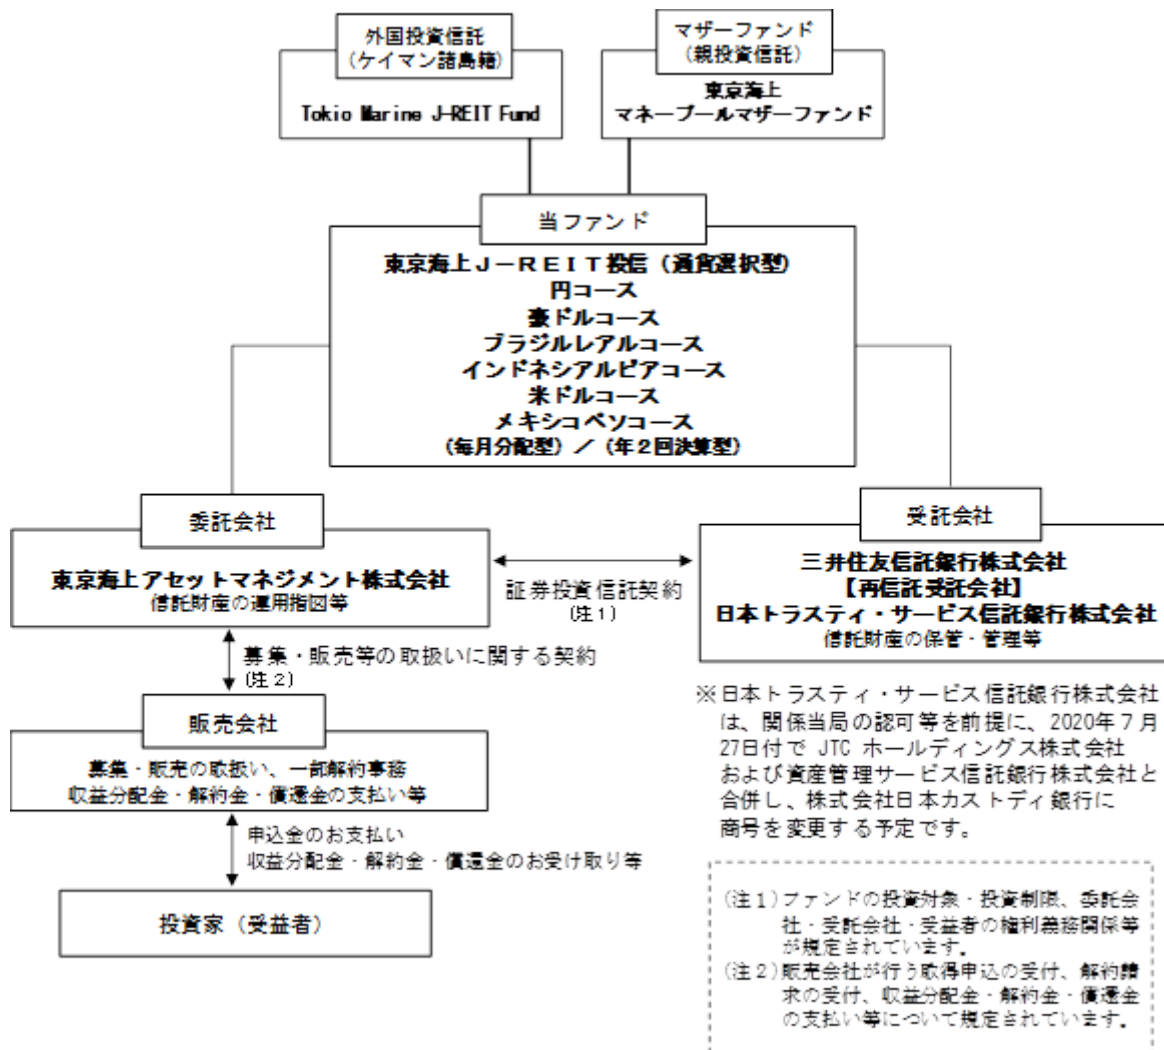 外国投資信託
(ケイマン諸島籍)
Tokio Marine J-REIT Fund
マザーファンド
(親投資信託)
東京海上
マネープールマザーファンド
当ファンド
東京海上J-REIT投信(通貨選択型)
円コース
豪ドルコース
ブラジルレアルコース
インドネシアルピアコース
米ドルコース
メキシコペソコース
(毎月分配型)/(年2回決算型)
委託会社
東京海上アセットマネジメント株式会社
信託財産の運用指図等
証券投資信託契約
(注1)
受託会社
三井住友信託銀行株式会社
【再信託受託会社】
日本トラスティ・サービス信託銀行株式会社
信託財産の保管・管理等
募集・販売等の取扱いに関する契約
(注2)
販売会社
募集・販売の取扱い、一部解約事務
収益分配金・解約金・償還金の支払い等
申込金のお支払い
収益分配金・解約金・償還金のお受け取り等
投資家(受益者)
※日本トラスティ・サービス信託銀行株式会社
は、関係当局の認可等を前提に、2020年7月
27日付で JTC ホールディングス株式会社
および資産管理サービス信託銀行株式会社と
合併し、株式会社日本カストディ銀行に
商号を変更する予定です。
(注1)ファンドの投資対象・投資制限、委託会
社・受託会社・受益者の権利義務関係等
が規定されています。
(注2)販売会社が行う取得申込の受付、解約請
求の受付、収益分配金・解約金・償還金
の支払い等について規定されています。